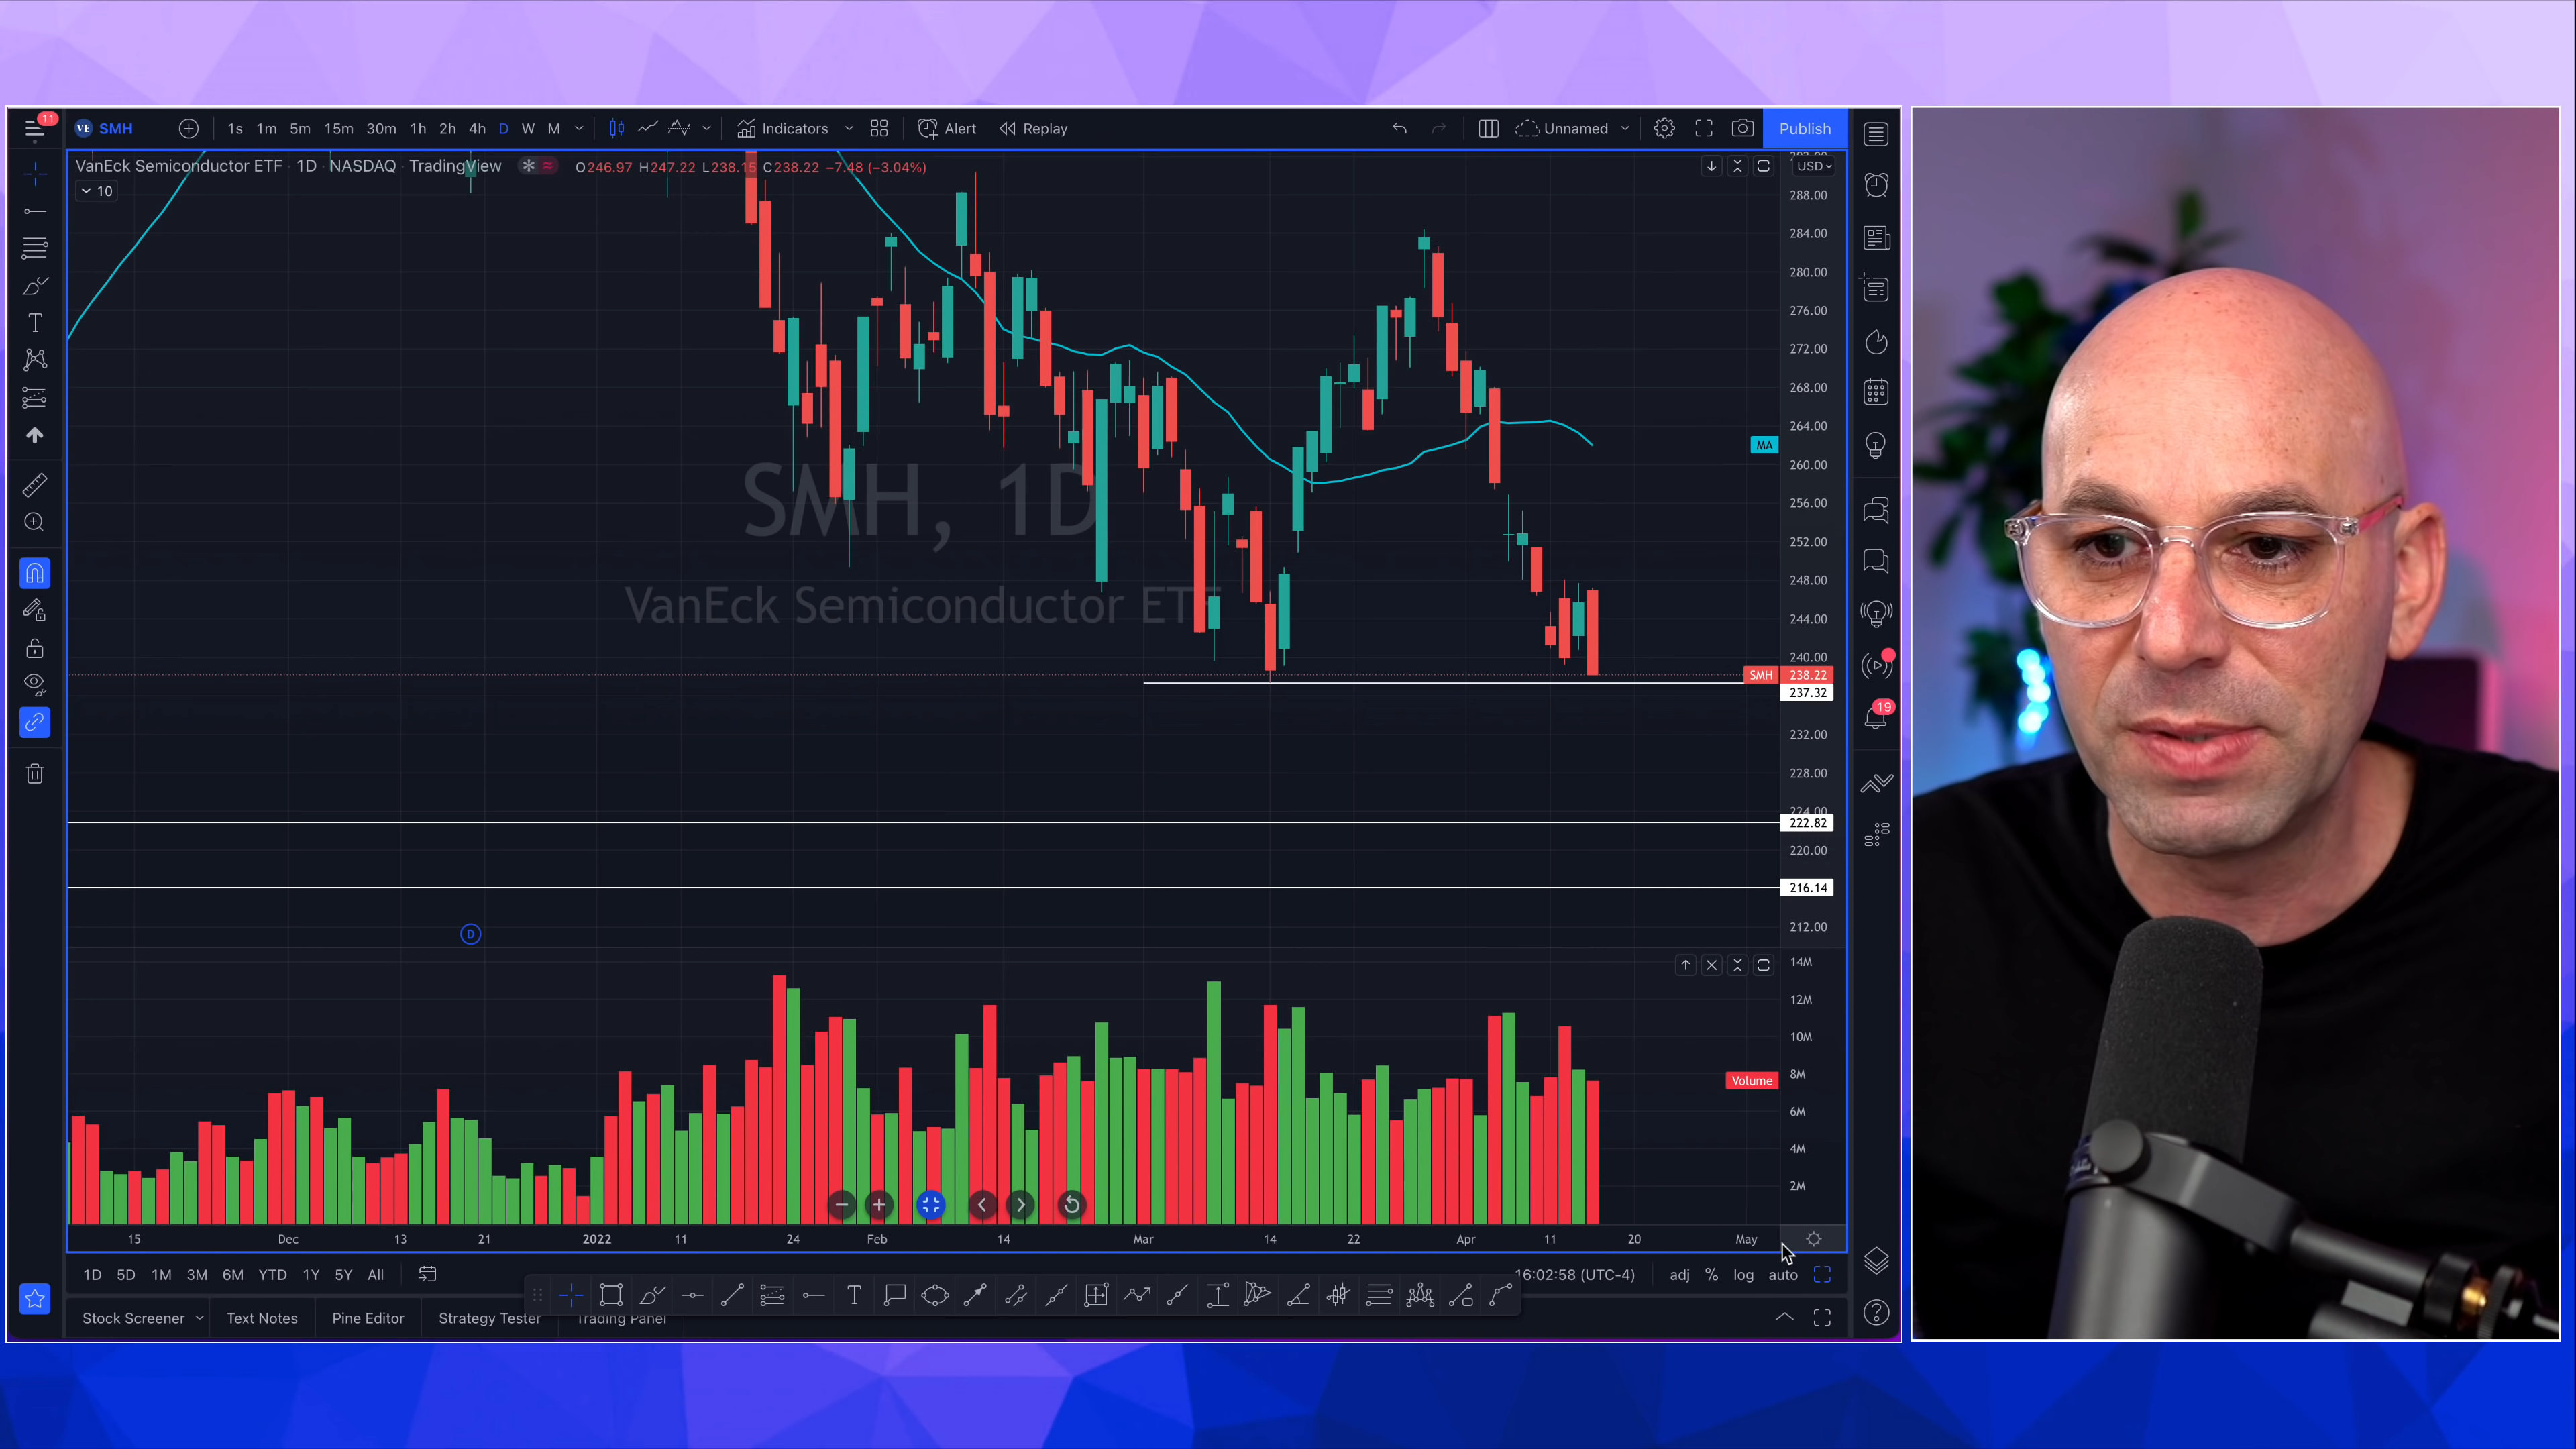 11
VE SMH 1s 1m 5m 15m 30m 1h 2h 4h D W M Indicators Alert Replay Unnamed Publish
VanEck Semiconductor ETF 1D NASDAQ TradingView O246.97 H247.22 L238.15 C238.22 −7.48 (−3.04%)
USD
10
288.00
284.00
280.00
276.00
272.00
268.00
264.00
MA
260.00
256.00
252.00
248.00
244.00
240.00
SMH 238.22
237.32
232.00
228.00
224.00
222.82
220.00
216.14
212.00
SMH, 1D
VanEck Semiconductor ETF
D
19
14M
12M
10M
Volume
8M
6M
4M
2M
15 Dec 13 21 2022 11 24 Feb 14 Mar 14 22 Apr 11 20 May
1D 5D 1M 3M 6M YTD 1Y 5Y All 16:02:58 (UTC-4) adj % log auto
Stock Screener Text Notes Pine Editor Strategy Tester Trading Panel